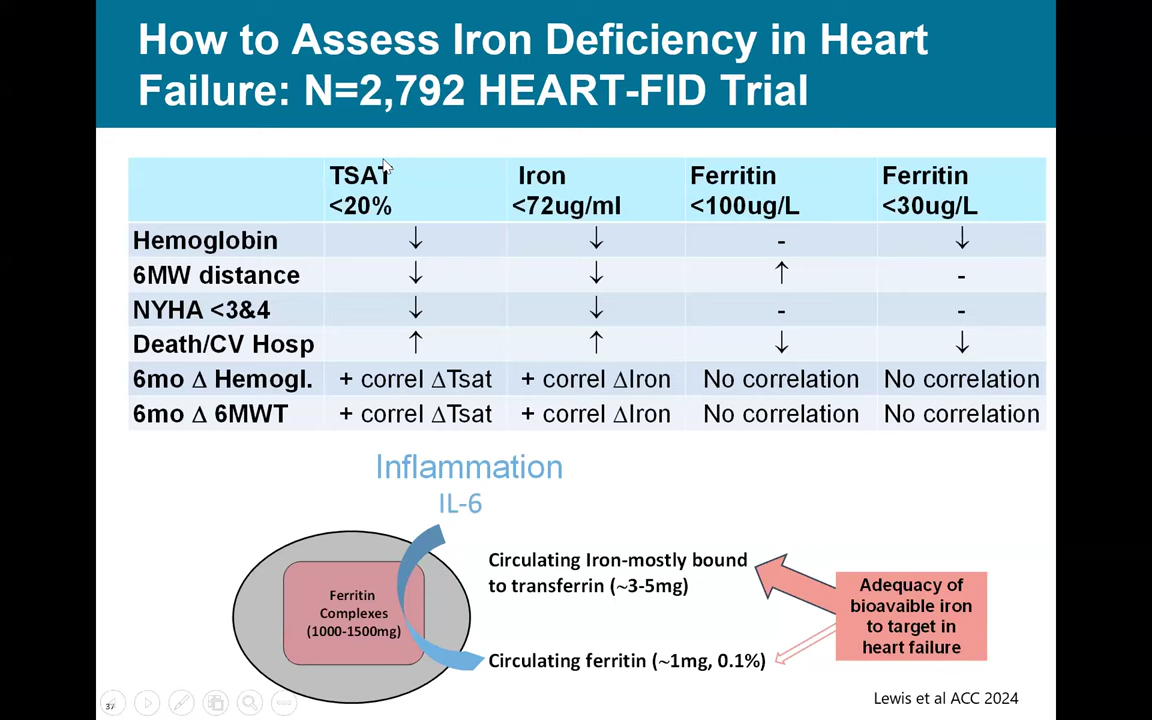 How to Assess Iron Deficiency in Heart
Failure: N=2,792 HEART-FID Trial
TSAT <20% Iron <72ug/ml Ferritin <100ug/L Ferritin <30ug/L
Hemoglobin ↓ ↓ - ↓
6MW distance ↓ ↓ ↑ -
NYHA <3&4 ↓ ↓ - -
Death/CV Hosp ↑ ↑ ↓ ↓
6mo Δ Hemogl. + correl ΔTsat + correl ΔIron No correlation No correlation
6mo Δ 6MWT + correl ΔTsat + correl ΔIron No correlation No correlation
Inflammation
IL-6
Ferritin
Complexes
(1000-1500mg)
Circulating Iron-mostly bound
to transferrin (~3-5mg)
Circulating ferritin (~1mg, 0.1%)
Adequacy of
bioavaible iron
to target in
heart failure
Lewis et al ACC 2024
37